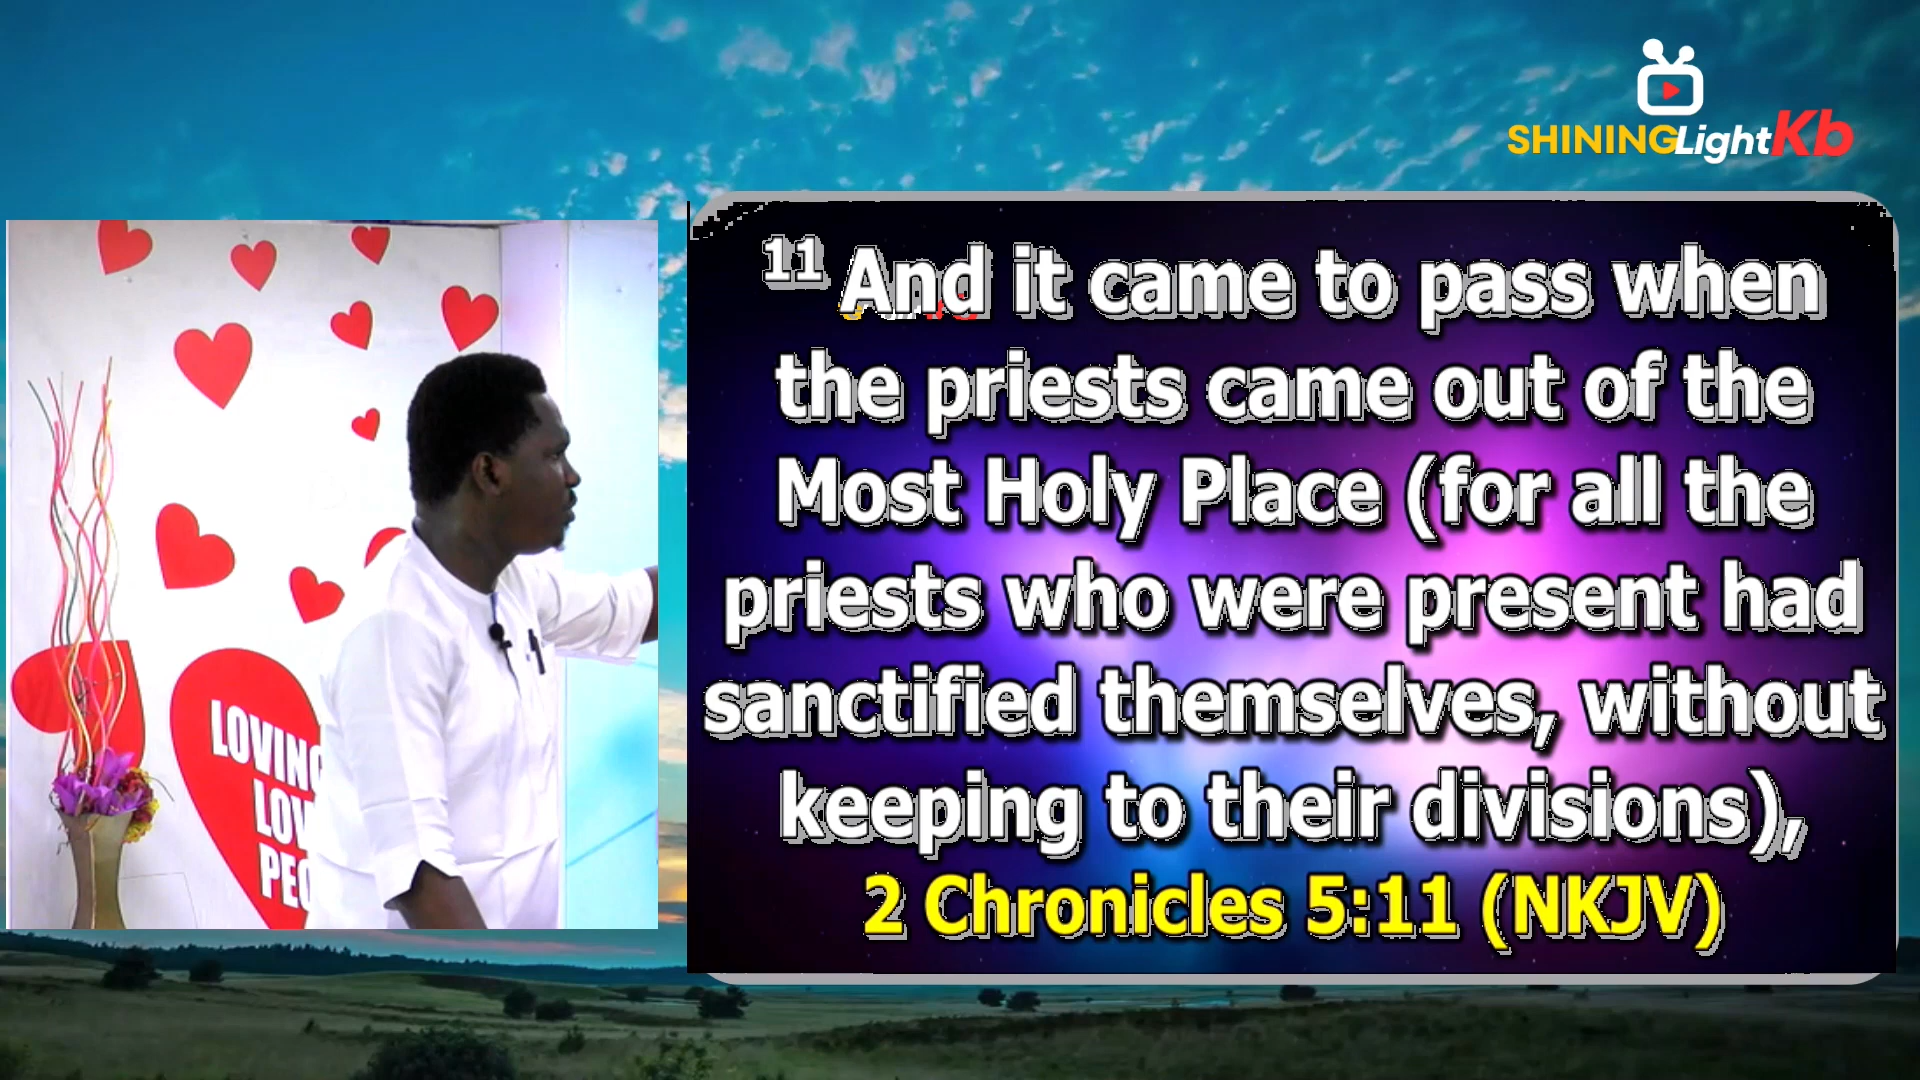 SHININGLightKb
11 And it came to pass when
the priests came out of the
Most Holy Place (for all the
priests who were present had
sanctified themselves, without
keeping to their divisions),
2 Chronicles 5:11 (NKJV)
LOVING